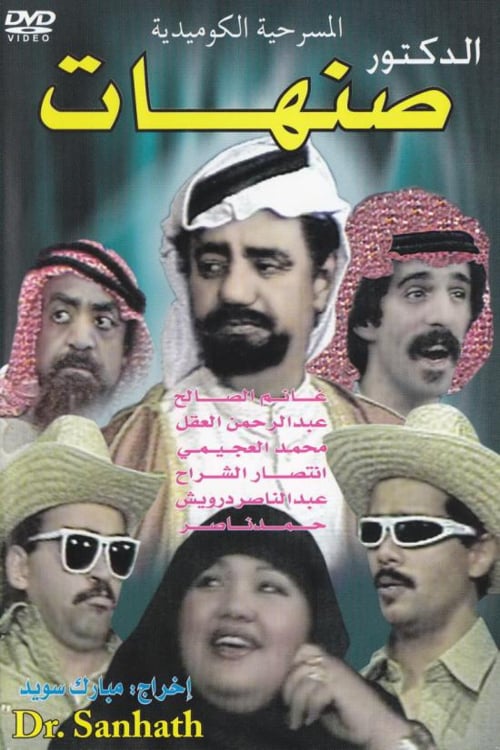 DVD
VIDEO
المسرحية الكوميدية
الدكتور
صنهات
غانم الصالح
عبدالرحمن العقل
محمد العجيمي
انتصار الشراح
عبدالناصر درويش
حمد ناصر
إخراج: مبارك سويد
"Dr. Sanhath